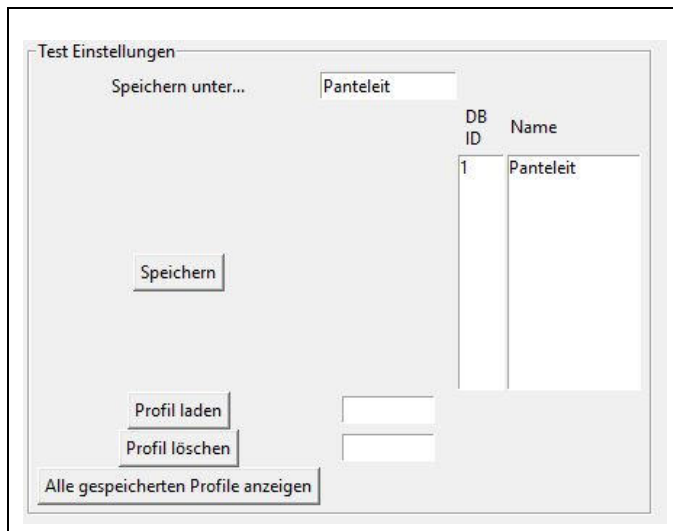 Test Einstellungen
Speichern unter... Panteleit
DB ID Name
1 Panteleit
Speichern
Profil laden
Profil löschen
Alle gespeicherten Profile anzeigen